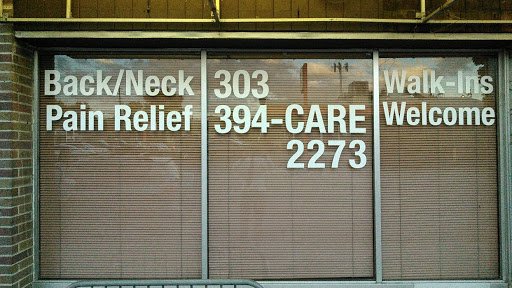 Back/Neck
Pain Relief
303
394-CARE
2273
Walk-Ins
Welcome